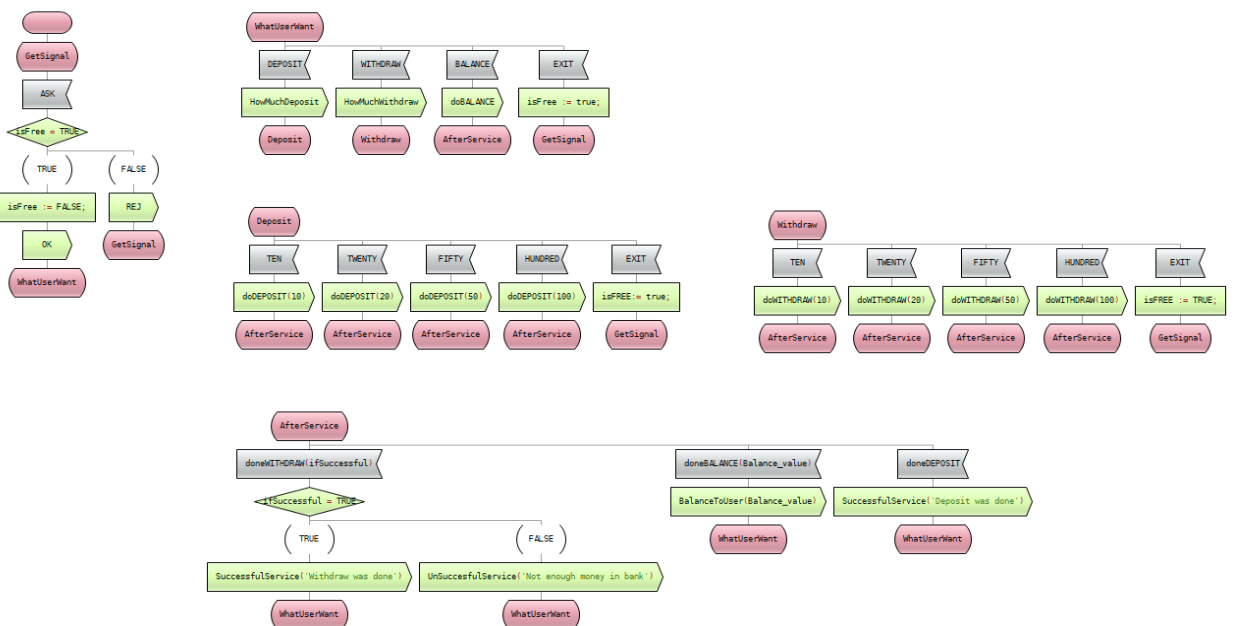 GetSignal
ASK
isFree = TRUE
TRUE
FALSE
isFree := FALSE;
REJ
OK
GetSignal
WhatUserWant
WhatUserWant
DEPOSIT
WITHDRAW
BALANCE
EXIT
HowMuchDeposit
HowMuchWithdraw
doBALANCE
isFree := true;
Deposit
Withdraw
AfterService
GetSignal
Deposit
TEN
TWENTY
FIFTY
HUNDRED
EXIT
doDEPOSIT(10)
doDEPOSIT(20)
doDEPOSIT(50)
doDEPOSIT(100)
isFREE:= true;
AfterService
AfterService
AfterService
AfterService
GetSignal
Withdraw
TEN
TWENTY
FIFTY
HUNDRED
EXIT
doWITHDRAW(10)
doWITHDRAW(20)
doWITHDRAW(50)
doWITHDRAW(100)
isFREE := TRUE;
AfterService
AfterService
AfterService
AfterService
GetSignal
AfterService
doneWITHDRAW(ifSuccessful)
doneBALANCE(Balance_value)
doneDEPOSIT
ifSuccessful = TRUE
BalanceToUser(Balance_value)
SuccessfulService('Deposit was done')
TRUE
FALSE
WhatUserWant
WhatUserWant
SuccessfulService('Withdraw was done')
UnSuccesfulService('Not enough money in bank')
WhatUserWant
WhatUserWant